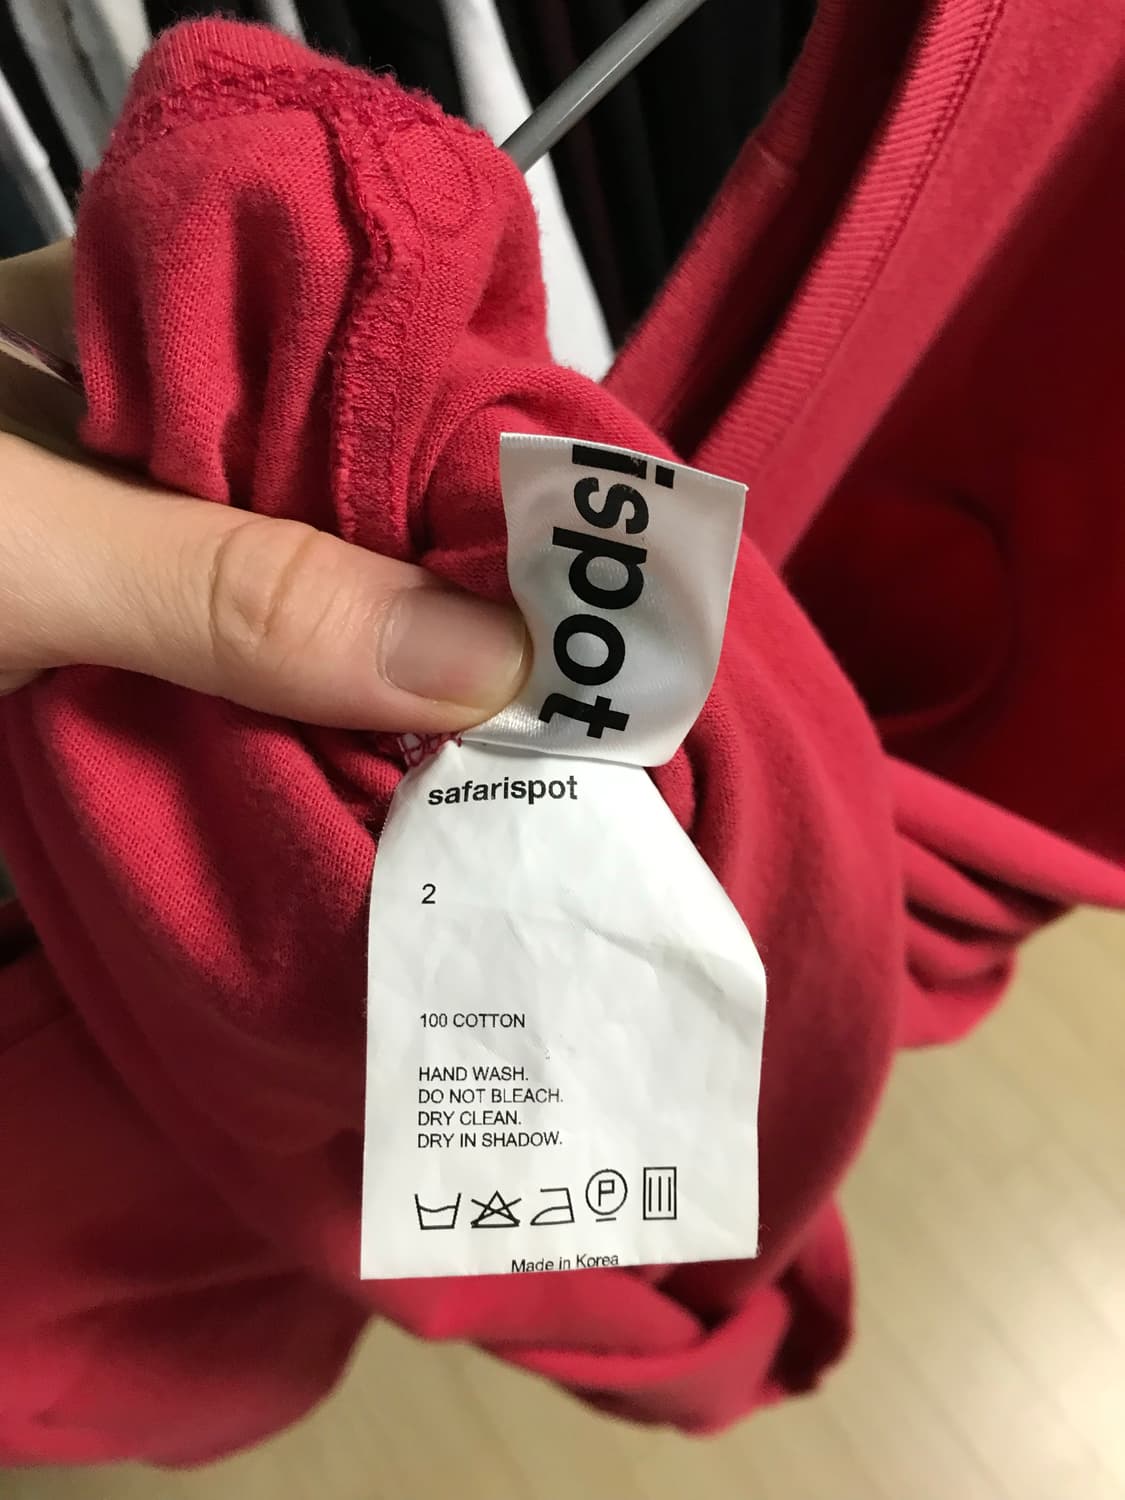 ispot
safarispot
2
100 COTTON
HAND WASH.
DO NOT BLEACH.
DRY CLEAN.
DRY IN SHADOW.
P
Made in Korea